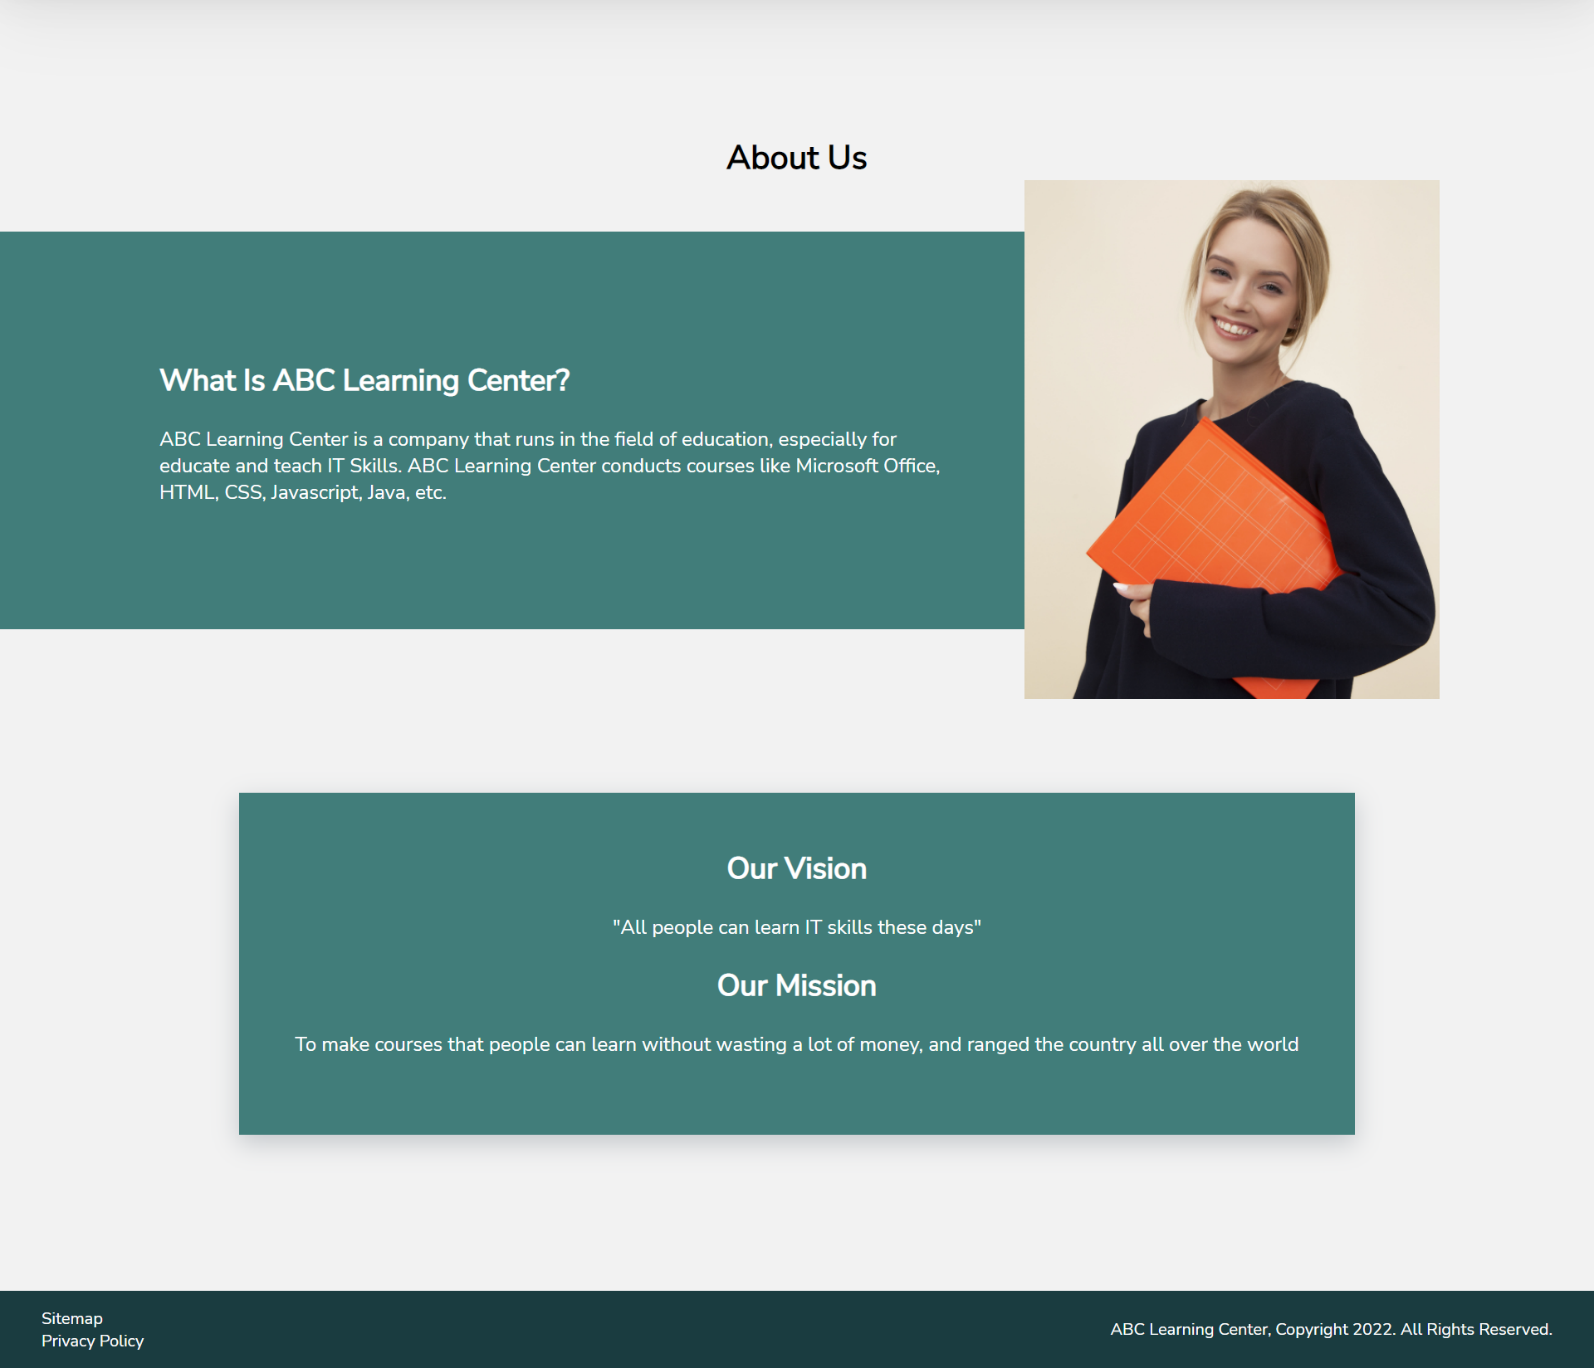 About Us
What Is ABC Learning Center?
ABC Learning Center is a company that runs in the field of education, especially for
educate and teach IT Skills. ABC Learning Center conducts courses like Microsoft Office,
HTML, CSS, Javascript, Java, etc.
Our Vision
"All people can learn IT skills these days"
Our Mission
To make courses that people can learn without wasting a lot of money, and ranged the country all over the world
Sitemap
Privacy Policy
ABC Learning Center, Copyright 2022. All Rights Reserved.